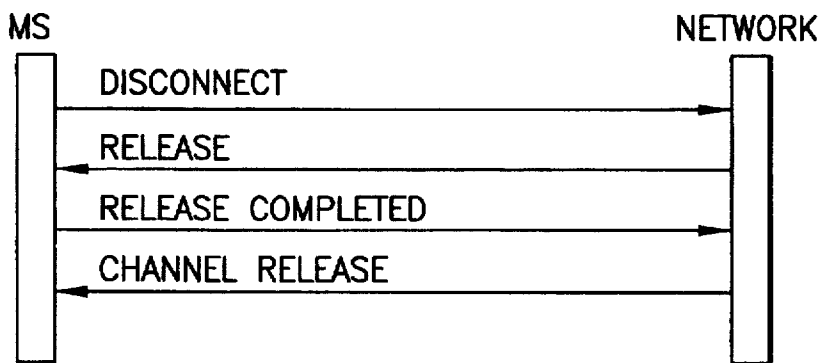 MS
NETWORK
DISCONNECT
RELEASE
RELEASE COMPLETED
CHANNEL RELEASE